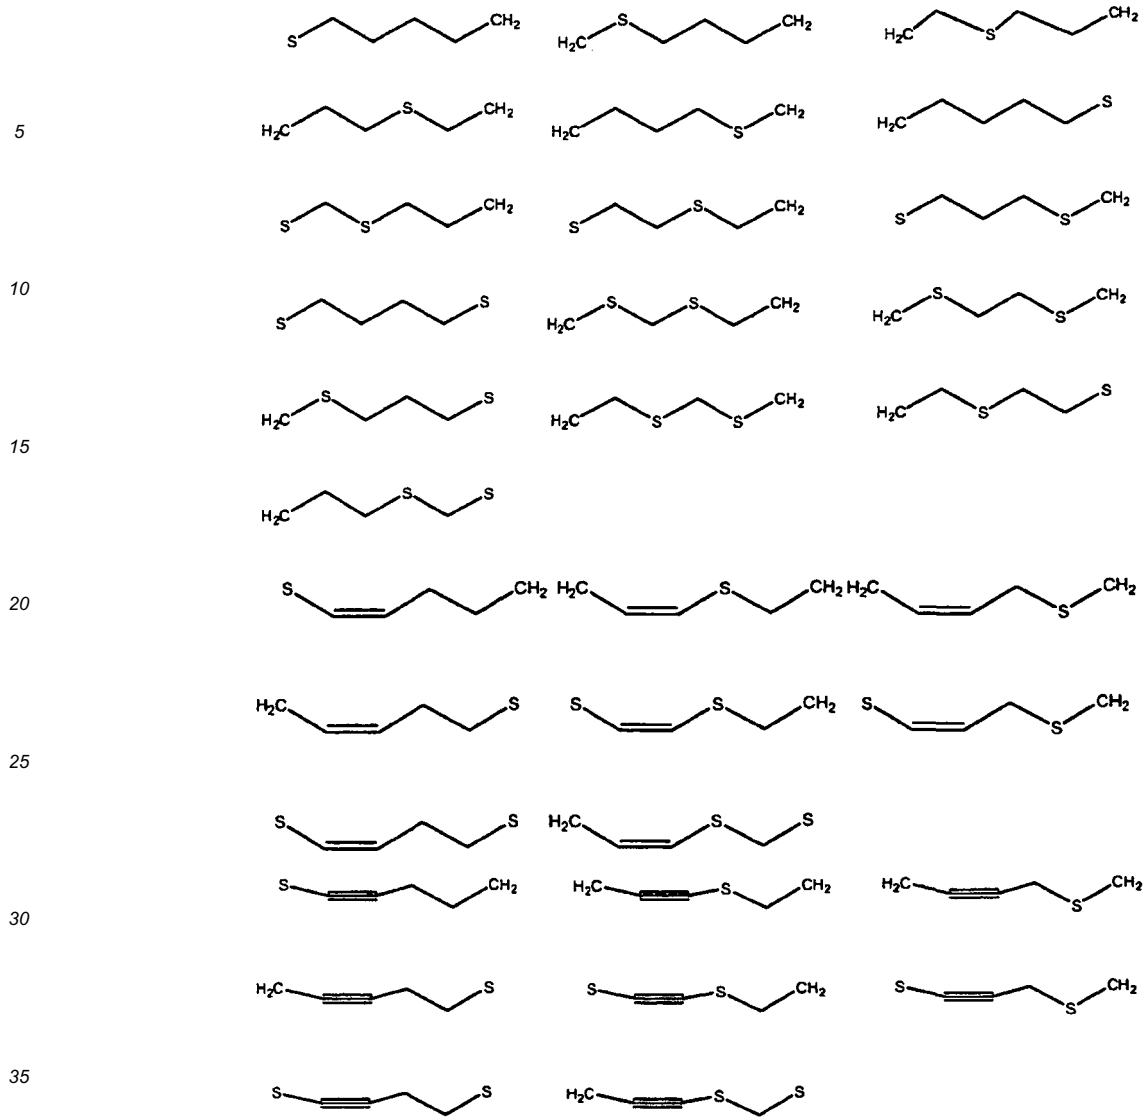 S CH₂ H₂C S CH₂ H₂C S CH₂
5 H₂C S CH₂ H₂C S CH₂ H₂C S
S S CH₂ S S CH₂ S S CH₂
10 S S H₂C S S CH₂ H₂C S S CH₂
H₂C S S H₂C S S CH₂ H₂C S S
15
H₂C S S
20 S CH₂ H₂C S CH₂ H₂C S CH₂
H₂C S S S CH₂ S S CH₂
25
S S H₂C S S
S CH₂ H₂C S CH₂ H₂C S CH₂
30
H₂C S S S CH₂ S S CH₂
35
S S H₂C S S